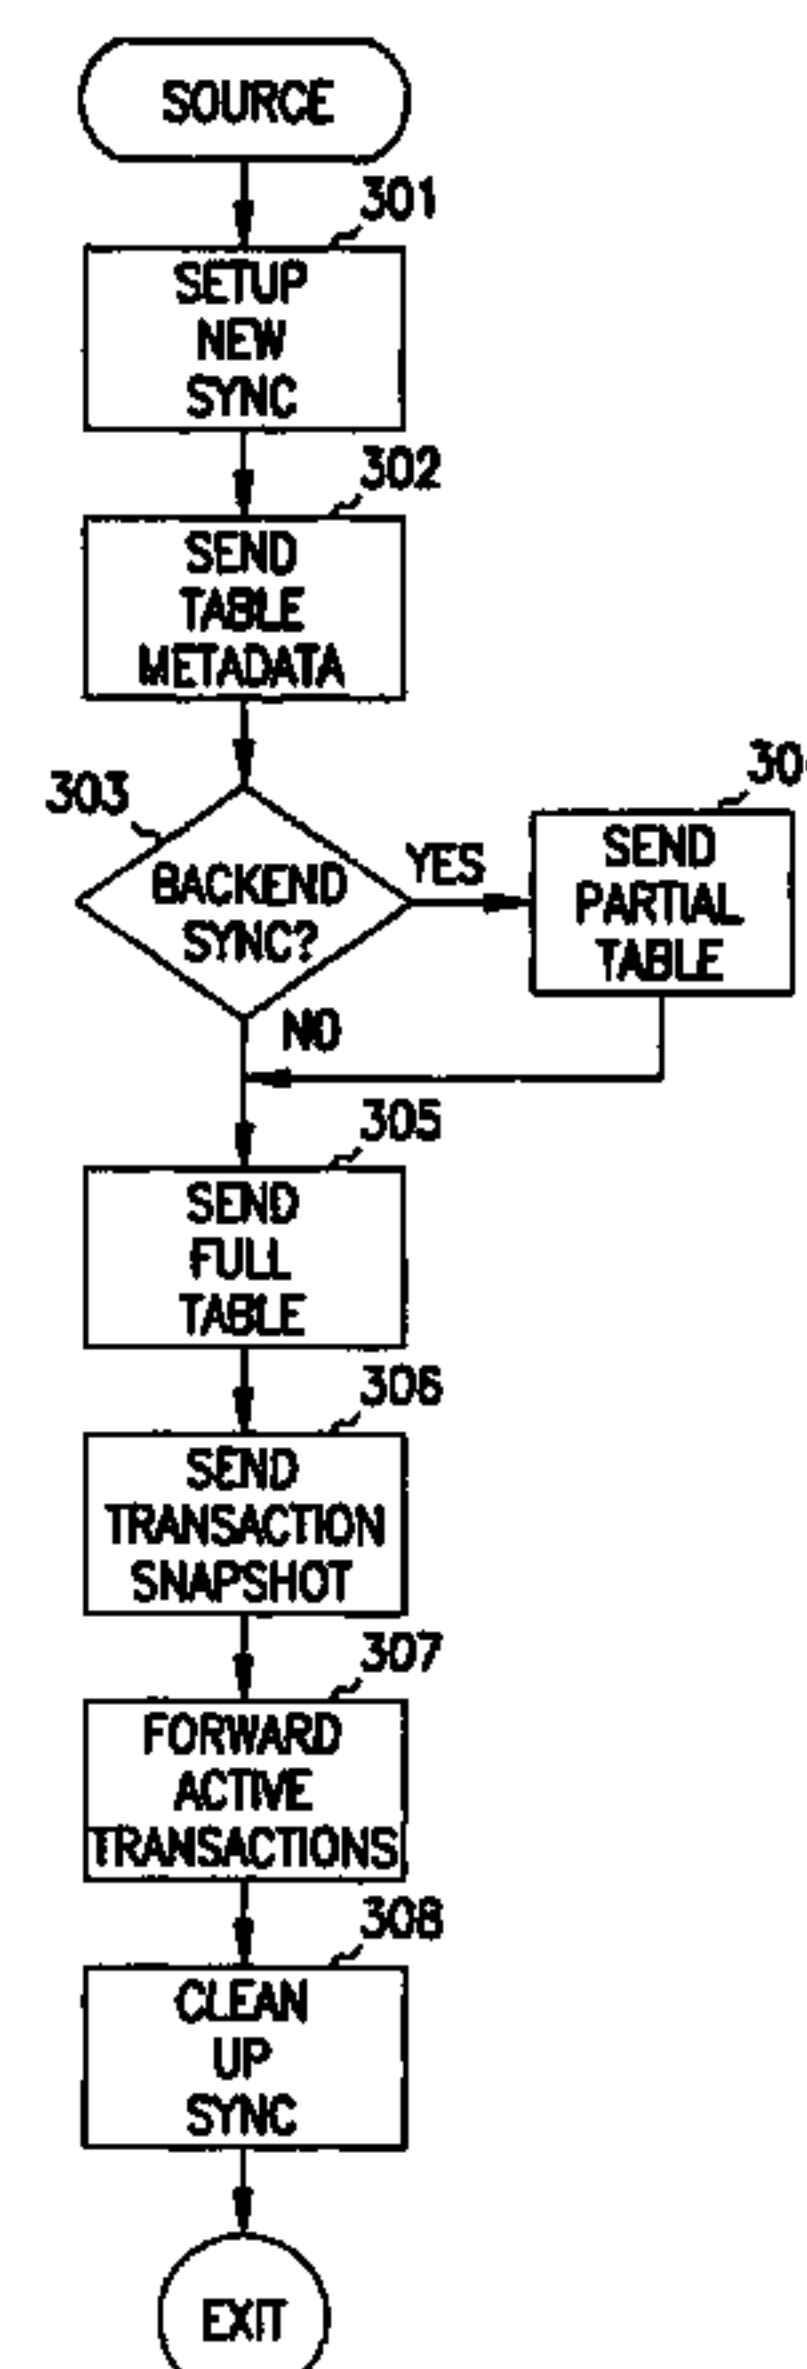 SOURCE
301
SETUP
NEW
SYNC
302
SEND
TABLE
METADATA
303
BACKEND
SYNC?
YES
SEND
PARTIAL
TABLE
NO
305
SEND
FULL
TABLE
306
SEND
TRANSACTION
SNAPSHOT
307
FORWARD
ACTIVE
TRANSACTIONS
308
CLEAN
UP
SYNC
EXIT